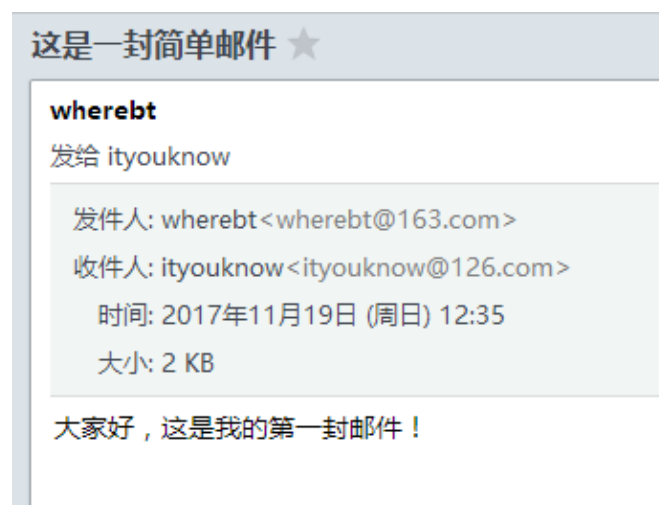 这是一封简单邮件
wherebt
发给 ityouknow
发件人: wherebt<wherebt@163.com>
收件人: ityouknow<ityouknow@126.com>
时间: 2017年11月19日 (周日) 12:35
大小: 2 KB
大家好，这是我的第一封邮件！